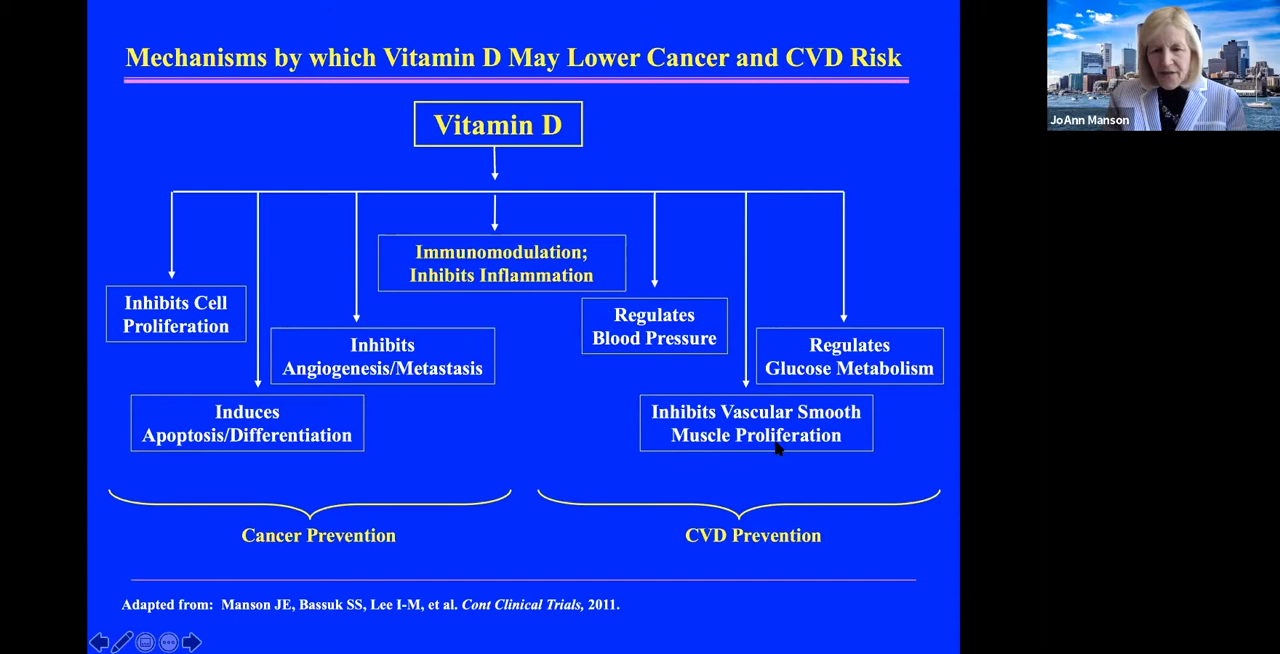 Mechanisms by which Vitamin D May Lower Cancer and CVD Risk
JoAnn Manson
Vitamin D
Immunomodulation;
Inhibits Inflammation
Inhibits Cell
Proliferation
Regulates
Blood Pressure
Inhibits
Angiogenesis/Metastasis
Regulates
Glucose Metabolism
Induces
Apoptosis/Differentiation
Inhibits Vascular Smooth
Muscle Proliferation
Cancer Prevention
CVD Prevention
Adapted from: Manson JE, Bassuk SS, Lee I-M, et al. Cont Clinical Trials, 2011.